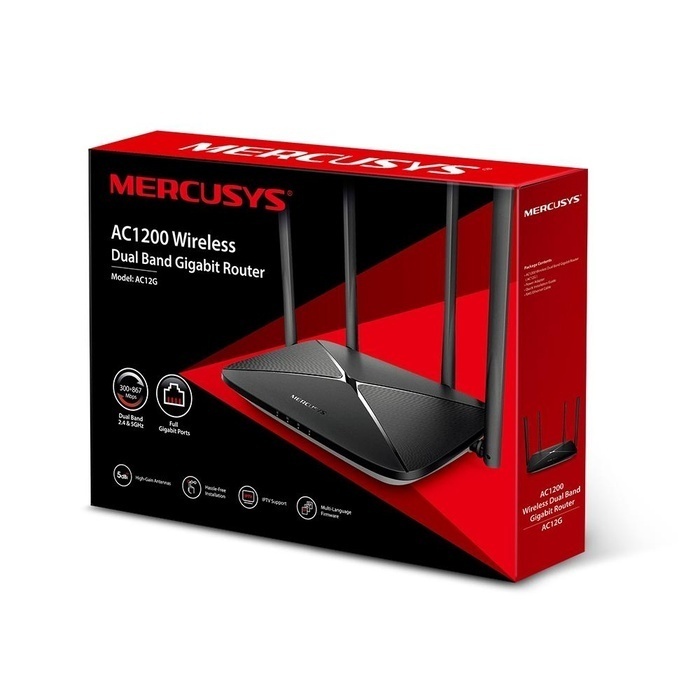 MERCUSYS
MERCUSYS®
AC1200 Wireless
Dual Band Gigabit Router
Model: AC12G
300+867
Mbps
Dual Band
2.4 & 5GHz
Full
Gigabit Ports
5dBi
High-Gain Antennas
Hassle-Free
Installation
IPTV Support
Multi-Language
Firmware
MERCUSYS
MERCUSYS
Package Contents
AC1200
Wireless Dual Band
Gigabit Router
AC12G